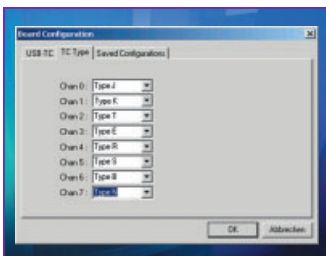 Board Configuration
USB-TC TC Type Saved Configurations
Chan 0: Type J
Chan 1: Type K
Chan 2: Type T
Chan 3: Type E
Chan 4: Type R
Chan 5: Type S
Chan 6: Type B
Chan 7: Type N
OK Abbrechen